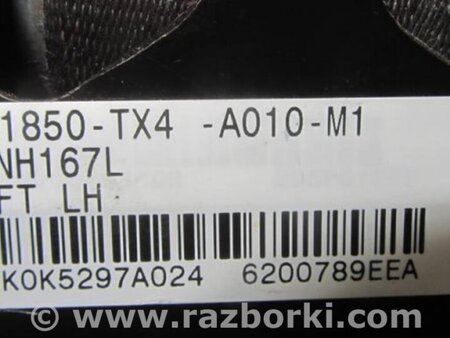 1850-TX4 -A010-M1
NH167L
FT LH
K0K5297A024 6200789EEA
© www.razborki.com